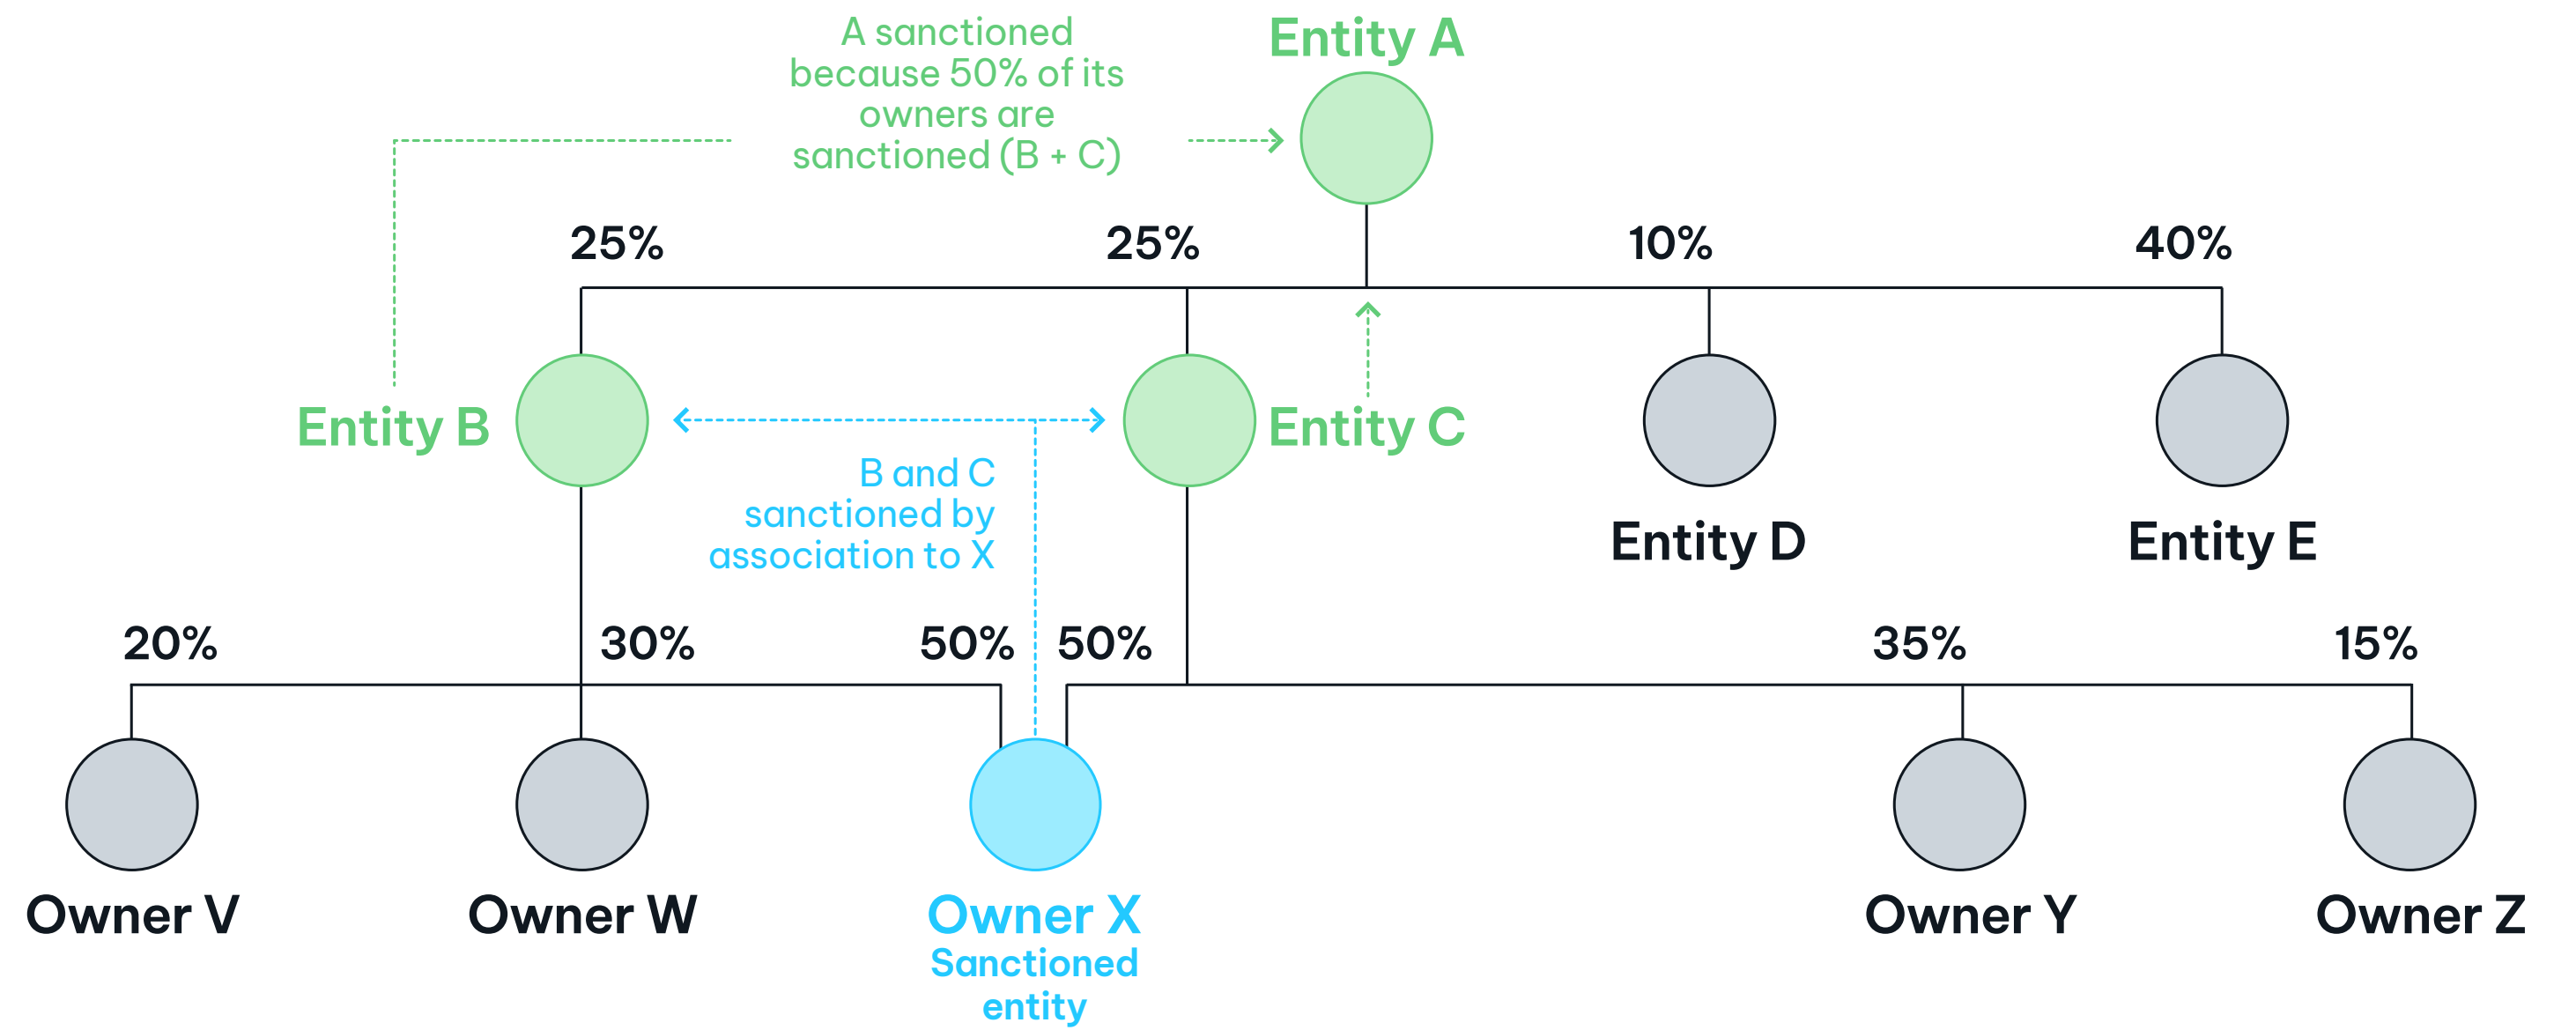 A sanctioned
because 50% of its
owners are
sanctioned (B + C)
Entity A
25%
25%
10%
40%
Entity B
Entity C
B and C
sanctioned by
association to X
Entity D
Entity E
20%
30%
50%
50%
35%
15%
Owner V
Owner W
Owner X
Sanctioned
entity
Owner Y
Owner Z